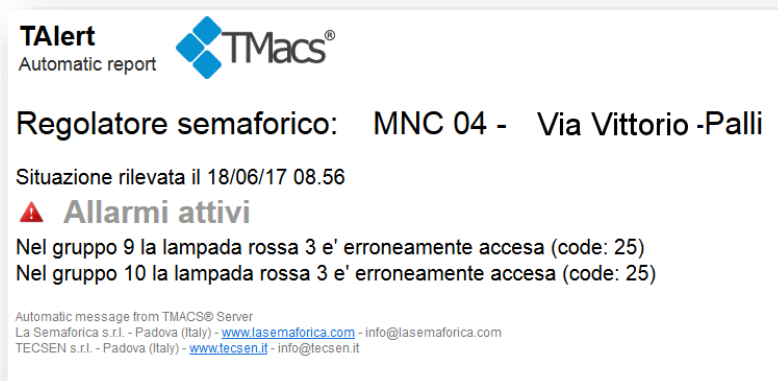 TAlert
Automatic report
TMacs®
Regolatore semaforico: MNC 04 - Via Vittorio -Palli
Situazione rilevata il 18/06/17 08.56
Allarmi attivi
Nel gruppo 9 la lampada rossa 3 e' erroneamente accesa (code: 25)
Nel gruppo 10 la lampada rossa 3 e' erroneamente accesa (code: 25)
Automatic message from TMACS® Server
La Semaforica s.r.l. - Padova (Italy) - www.lasemaforica.com - info@lasemaforica.com
TECSEN s.r.l. - Padova (Italy) - www.tecsen.it - info@tecsen.it